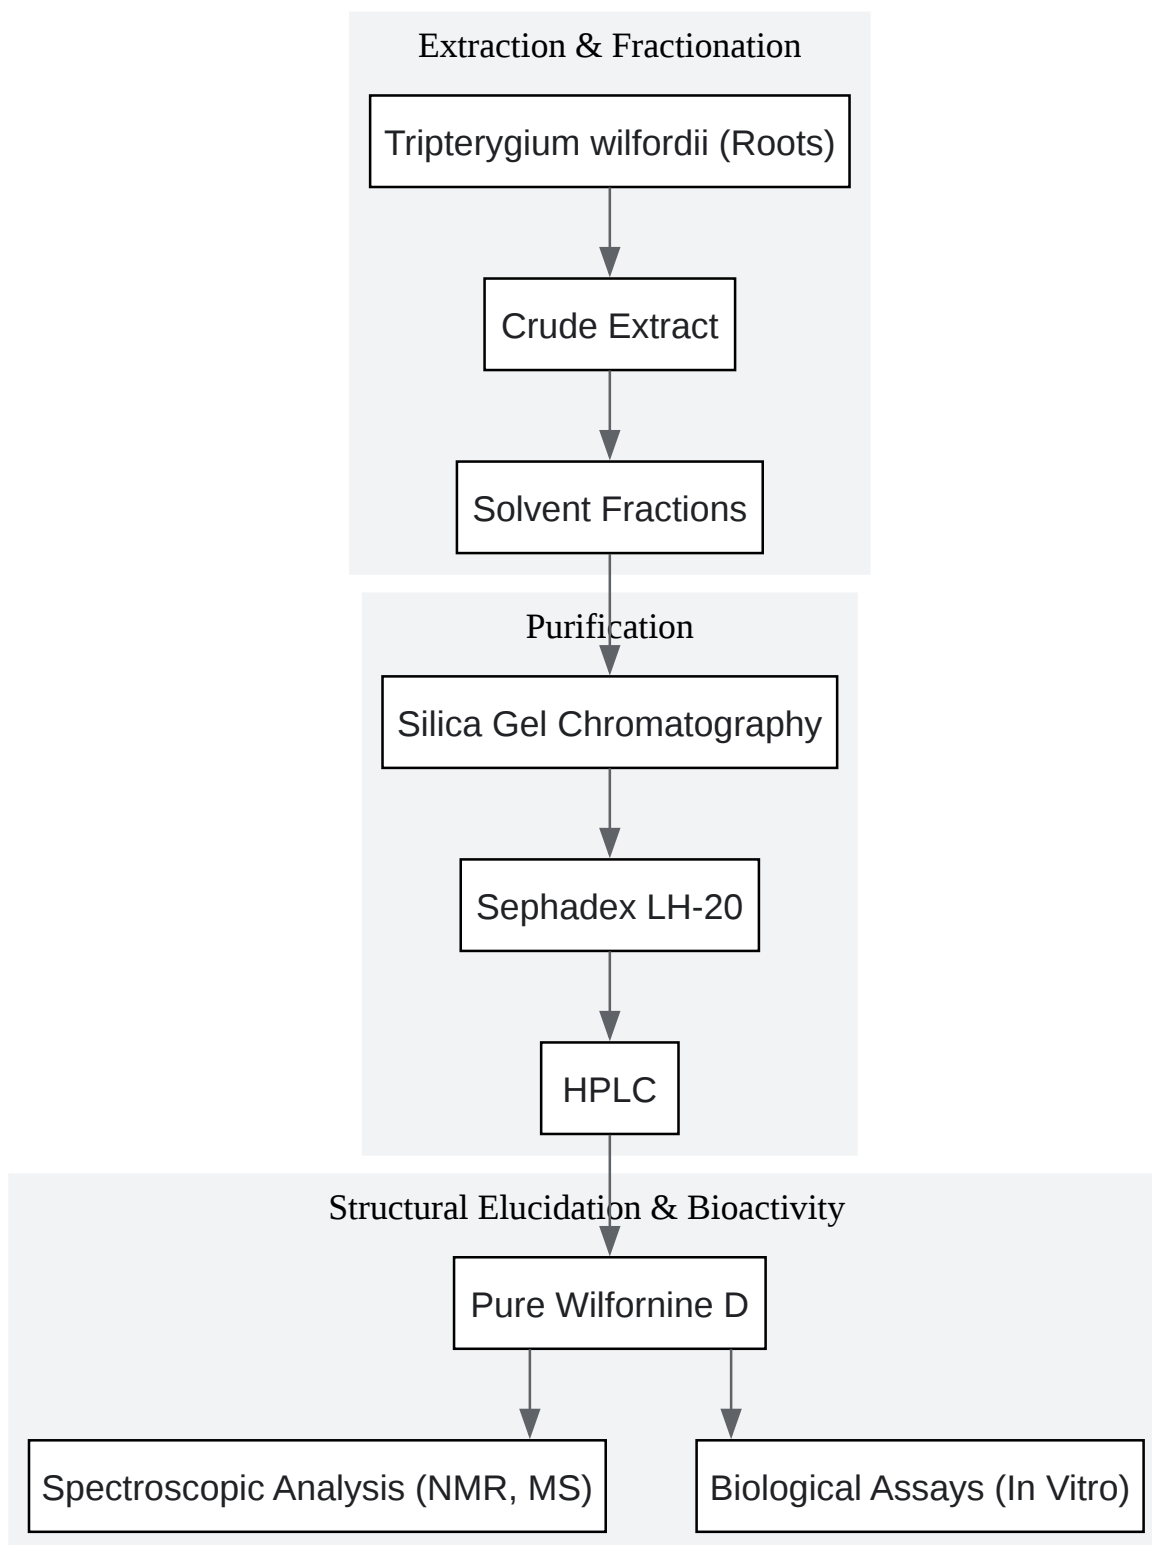 Extraction & Fractionation
Tripterygium wilfordii (Roots)
Crude Extract
Solvent Fractions
Purification
Silica Gel Chromatography
Sephadex LH-20
HPLC
Structural Elucidation & Bioactivity
Pure Wilfornine D
Spectroscopic Analysis (NMR, MS)
Biological Assays (In Vitro)